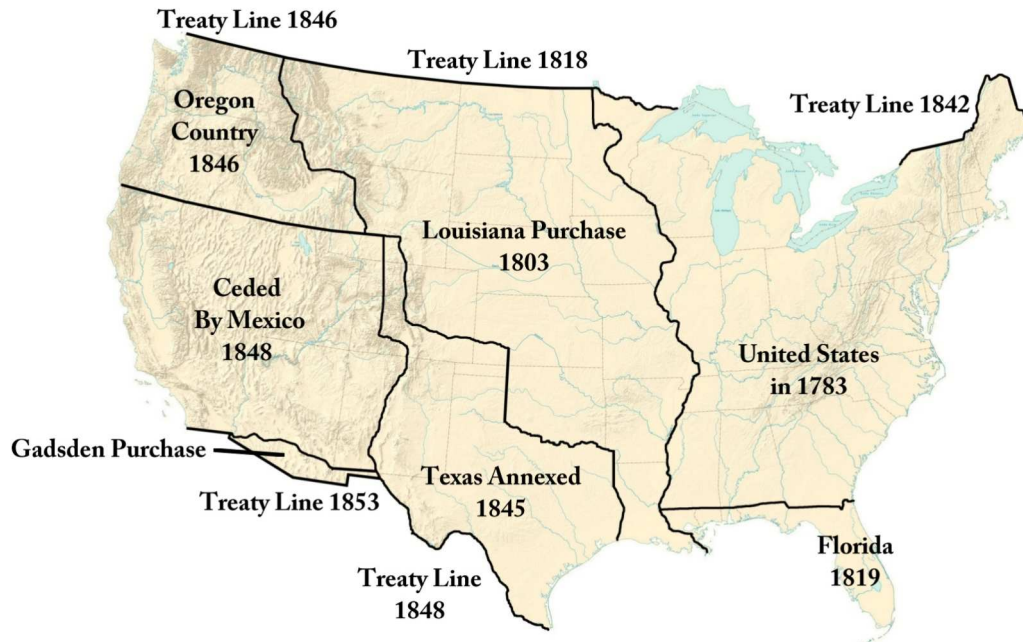 Treaty Line 1846
Treaty Line 1818
Treaty Line 1842
Oregon
Country
1846
Louisiana Purchase
1803
Ceded
By Mexico
1848
United States
in 1783
Gadsden Purchase
Treaty Line 1853
Texas Annexed
1845
Treaty Line
1848
Florida
1819